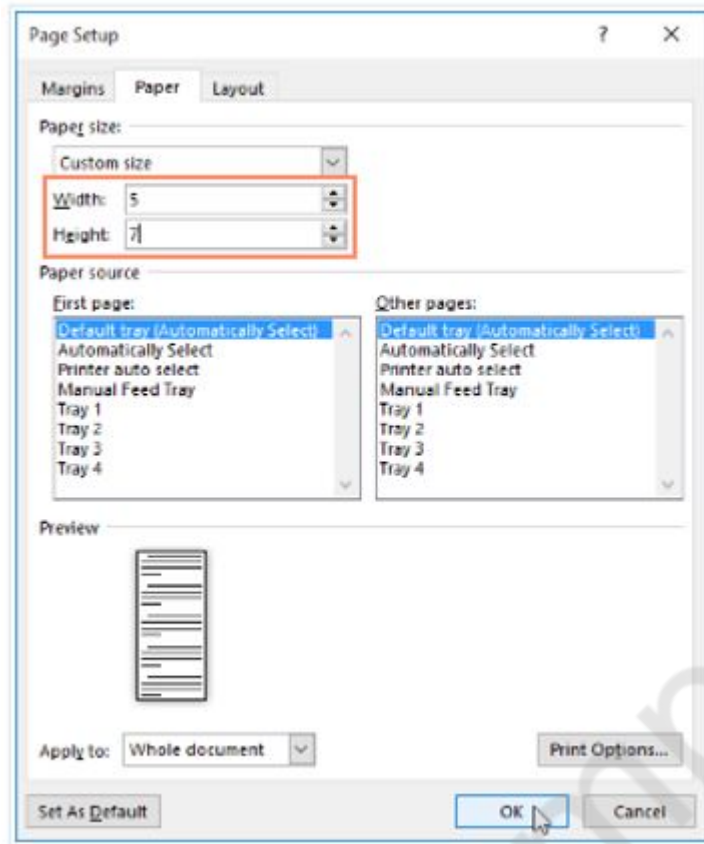 Page Setup ? ×
Margins Paper Layout
Paper size:
Custom size
Width: 5
Height: 7
Paper source
First page: Other pages:
Default tray (Automatically Select) Default tray (Automatically Select)
Automatically Select Automatically Select
Printer auto select Printer auto select
Manual Feed Tray Manual Feed Tray
Tray 1 Tray 1
Tray 2 Tray 2
Tray 3 Tray 3
Tray 4 Tray 4
Preview
Apply to: Whole document Print Options...
Set As Default OK Cancel